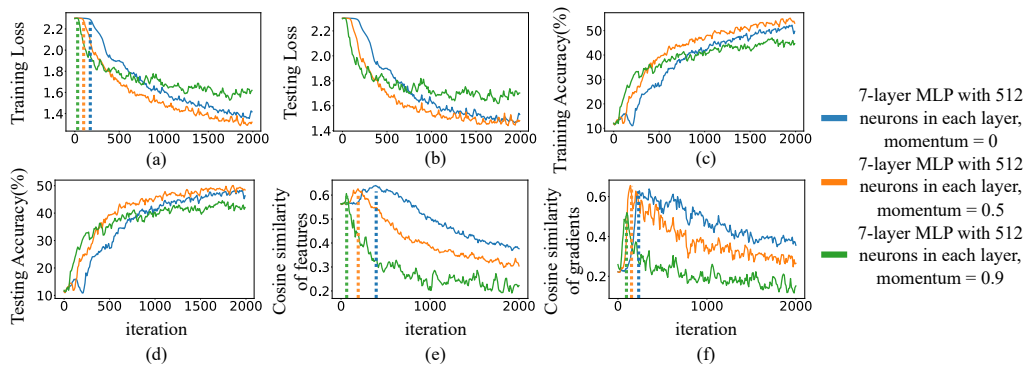 Training Loss
2.2
2.0
1.8
1.6
1.4
0 500 1000 1500 2000
(a)
Testing Loss
2.2
2.0
1.8
1.6
1.4
0 500 1000 1500 2000
(b)
Training Accuracy(%)
50
40
30
20
10
0 500 1000 1500 2000
(c)
Testing Accuracy(%)
50
40
30
20
10
0 500 1000 1500 2000
iteration
(d)
Cosine similarity
of features
0.6
0.5
0.4
0.3
0.2
0 1000 2000
iteration
(e)
Cosine similarity
of gradients
0.6
0.4
0.2
0 1000 2000
iteration
(f)
7-layer MLP with 512
neurons in each layer,
momentum = 0
7-layer MLP with 512
neurons in each layer,
momentum = 0.5
7-layer MLP with 512
neurons in each layer,
momentum = 0.9